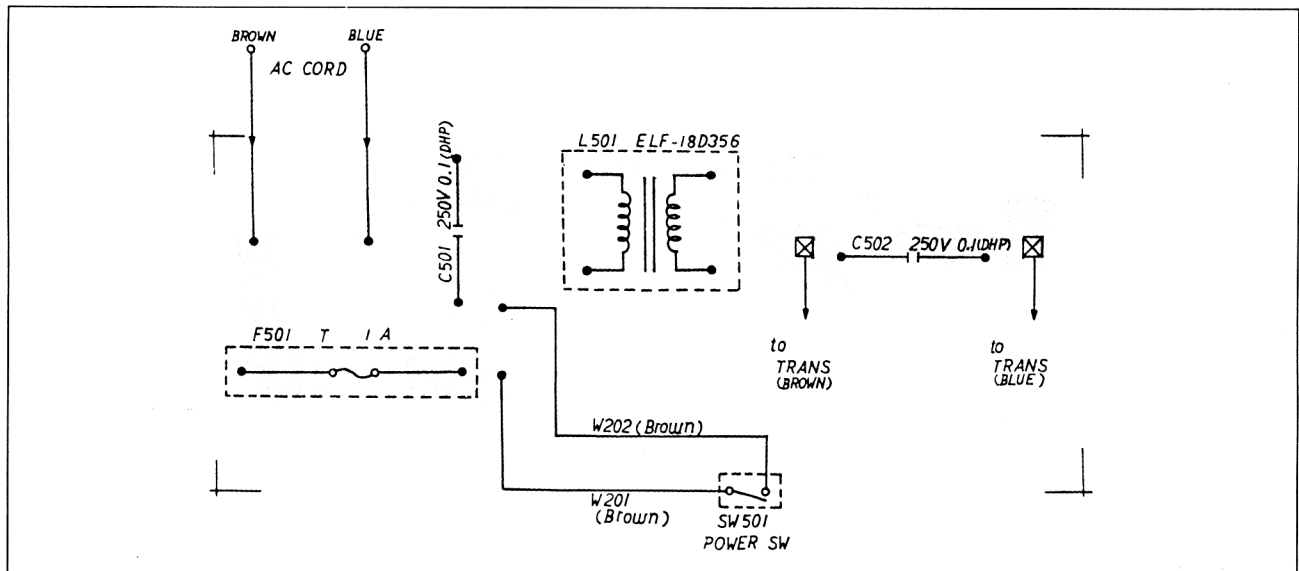 BROWN
BLUE
AC CORD
C501 250V 0.1(DHP)
L501 ELF-18D356
C502 250V 0.1(DHP)
F501 T 1 A
to
TRANS
(BROWN)
to
TRANS
(BLUE)
W202 (Brown)
W201
(Brown)
SW501
POWER SW